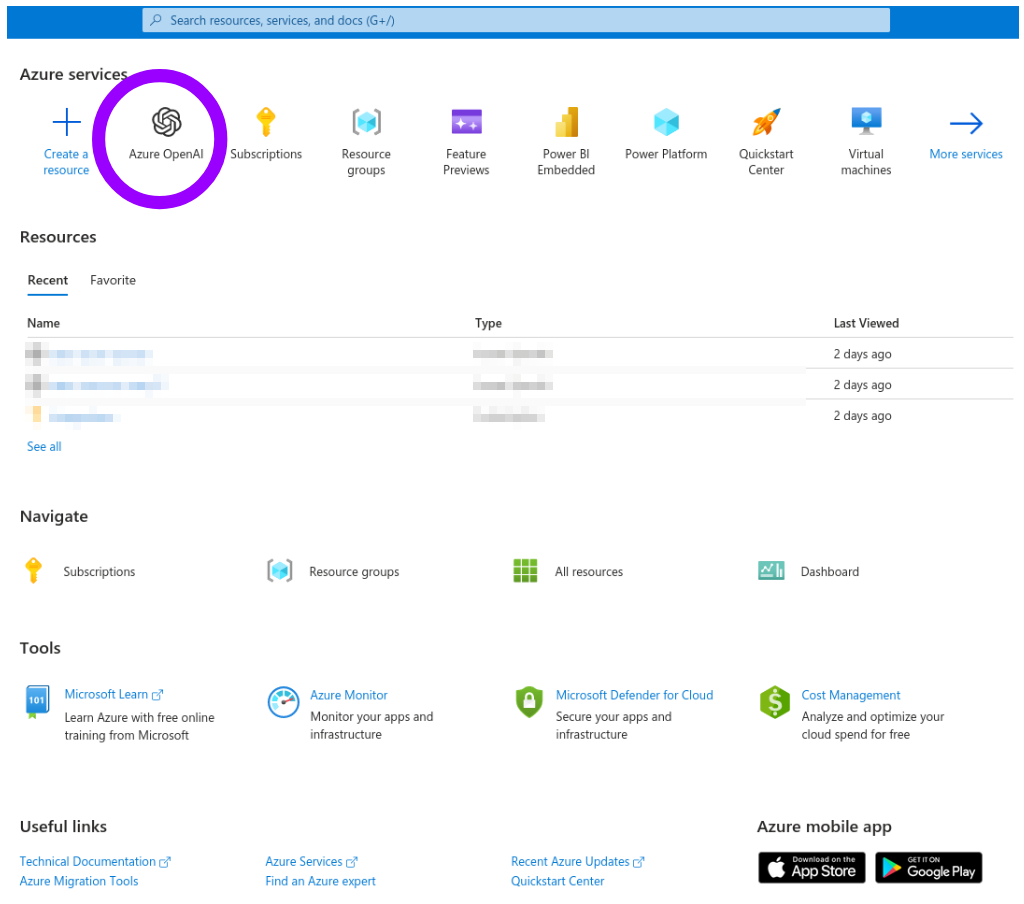 Search resources, services, and docs (G+/)
Azure services
Create a
resource
Azure OpenAI
Subscriptions
Resource
groups
Feature
Previews
Power BI
Embedded
Power Platform
Quickstart
Center
Virtual
machines
More services
Resources
Recent
Favorite
Name
Type
Last Viewed
2 days ago
2 days ago
2 days ago
See all
Navigate
Subscriptions
Resource groups
All resources
Dashboard
Tools
101
Microsoft Learn
Learn Azure with free online
training from Microsoft
Azure Monitor
Monitor your apps and
infrastructure
Microsoft Defender for Cloud
Secure your apps and
infrastructure
$
Cost Management
Analyze and optimize your
cloud spend for free
Useful links
Technical Documentation
Azure Migration Tools
Azure Services
Find an Azure expert
Recent Azure Updates
Quickstart Center
Azure mobile app
Download on the
App Store
GET IT ON
Google Play